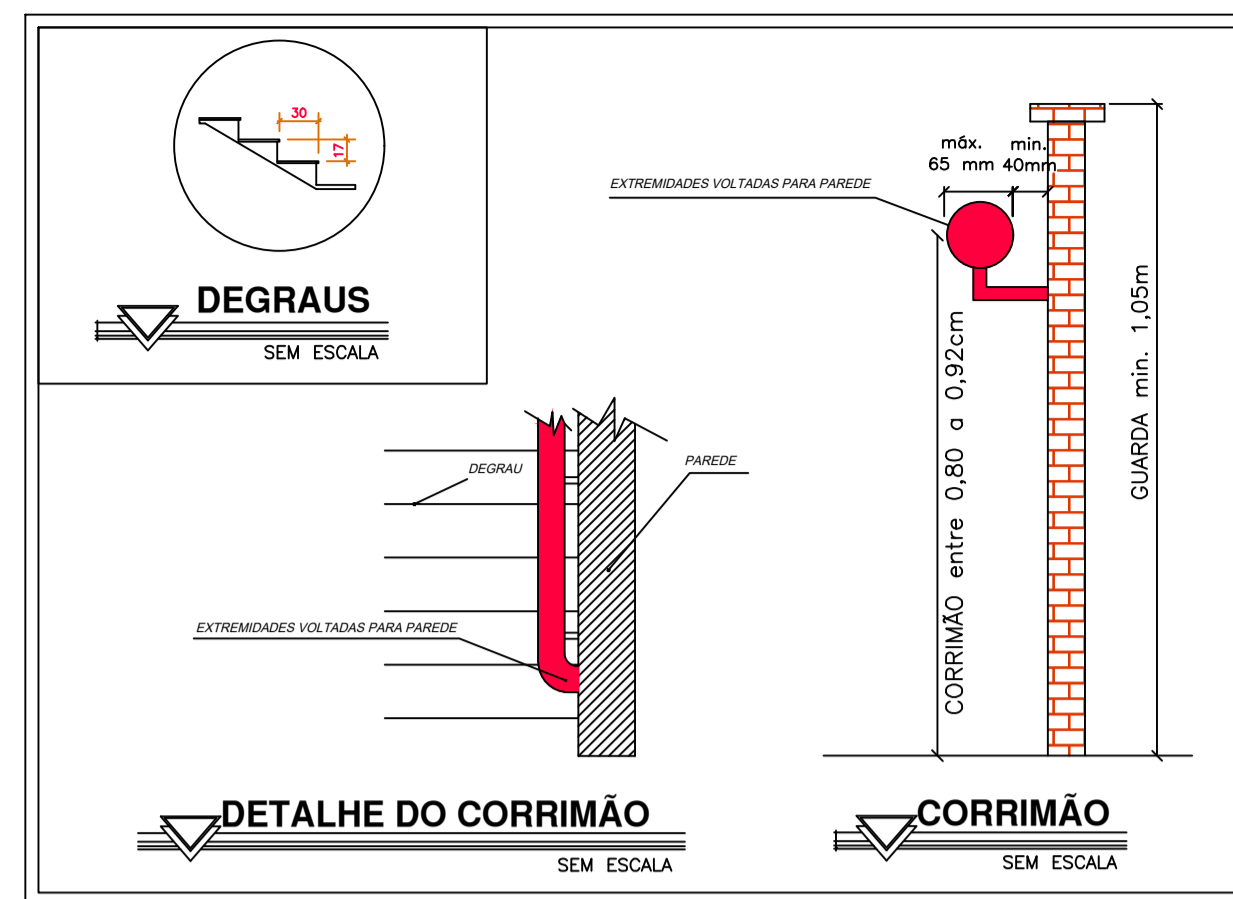 30
17
DEGRAUS
SEM ESCALA
máx.
65 mm
min.
40mm
EXTREMIDADES VOLTADAS PARA PAREDE
CORRIMÃO entre 0,80 a 0,92cm
GUARDA min. 1,05m
DEGRAU
PAREDE
EXTREMIDADES VOLTADAS PARA PAREDE
DETALHE DO CORRIMÃO
SEM ESCALA
CORRIMÃO
SEM ESCALA